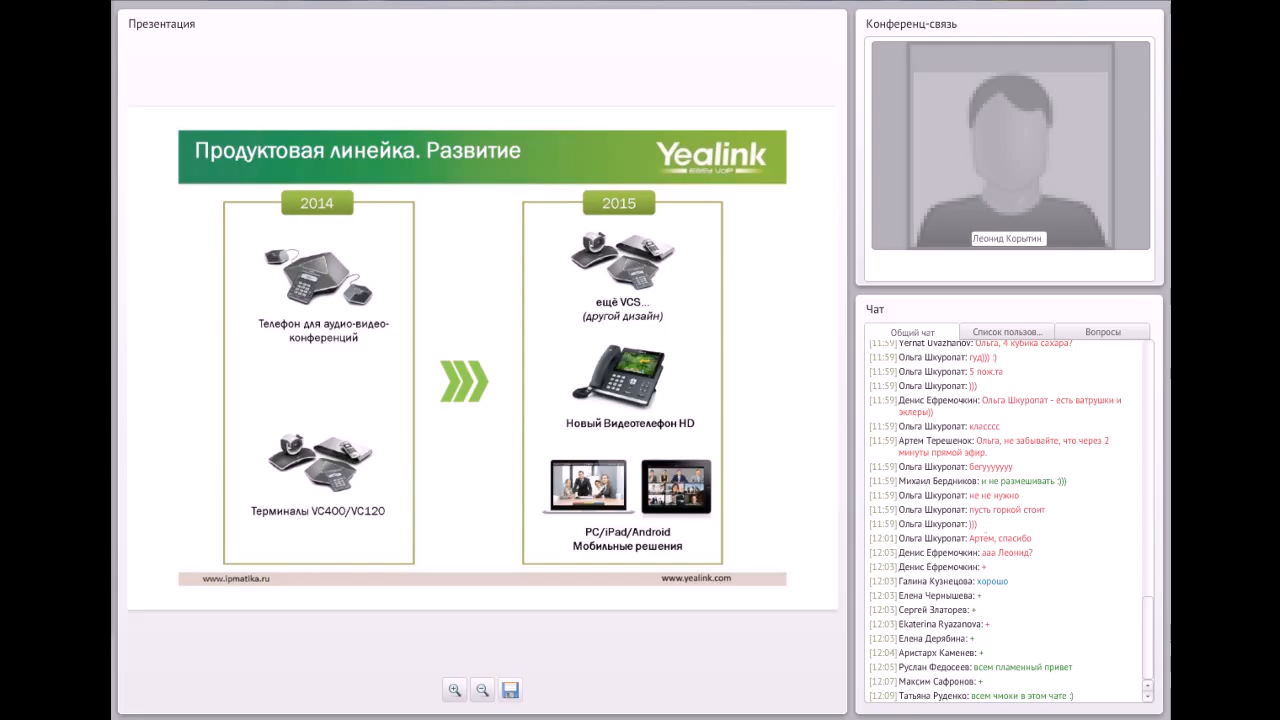 Презентация
Продуктовая линейка. Развитие
Yealink
EASY VOIP
2014
Телефон для аудио-видео-
конференций
Терминалы VC400/VC120
2015
ещё VCS...
(другой дизайн)
Новый Видеотелефон HD
PC/iPad/Android
Мобильные решения
www.ipmatika.ru
www.yealink.com
Конференц-связь
Леонид Корытин
Чат
Общий чат
Список пользов...
Вопросы
[11:59] Yernat Uvazhanov: Ольга, 4 кубика сахара?
[11:59] Ольга Шкуропат: гуд))) :)
[11:59] Ольга Шкуропат: 5 пож.та
[11:59] Ольга Шкуропат: )))
[11:59] Денис Ефремочкин: Ольга Шкуропат - есть ватрушки и
эклеры))
[11:59] Ольга Шкуропат: класссс
[11:59] Артем Терешенок: Ольга, не забывайте, что через 2
минуты прямой эфир.
[11:59] Ольга Шкуропат: бегууууууу
[11:59] Михаил Бердников: и не размешивать :)))
[11:59] Ольга Шкуропат: не не нужно
[11:59] Ольга Шкуропат: пусть горкой стоит
[11:59] Ольга Шкуропат: )))
[12:01] Ольга Шкуропат: Артём, спасибо
[12:03] Денис Ефремочкин: ааа Леонид?
[12:03] Денис Ефремочкин: +
[12:03] Галина Кузнецова: хорошо
[12:03] Елена Чернышева: +
[12:03] Сергей Златорев: +
[12:03] Ekaterina Ryazanova: +
[12:03] Елена Дерябина: +
[12:04] Аристарх Каменев: +
[12:05] Руслан Федосеев: всем пламенный привет
[12:07] Максим Сафронов: +
[12:09] Татьяна Руденко: всем чмоки в этом чате :)